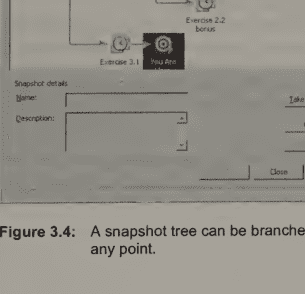 Exercise 2.2
bonus
Exercise 3.1 You Are
Snapshot details
Name:
Description:
Take
Close
Figure 3.4: A snapshot tree can be branche
any point.